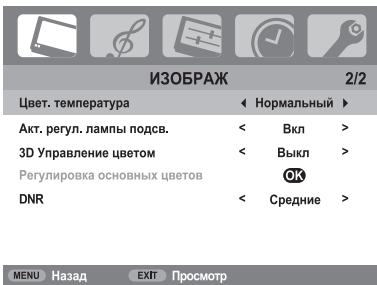 ИЗОБРАЖ 2/2
Цвет. температура Нормальный
Акт. регул. лампы подсв. < Вкл >
3D Управление цветом < Выкл >
Регулировка основных цветов OK
DNR < Средние >
MENU Назад EXIT Просмотр